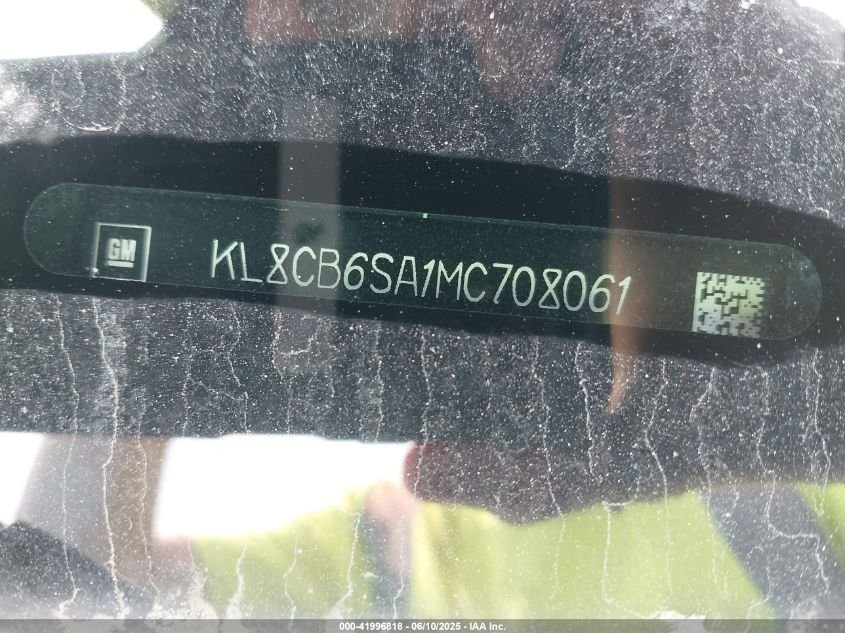 GM KL8CB6SA1MC708061
000-41996818 - 06/10/2025 - IAA Inc.